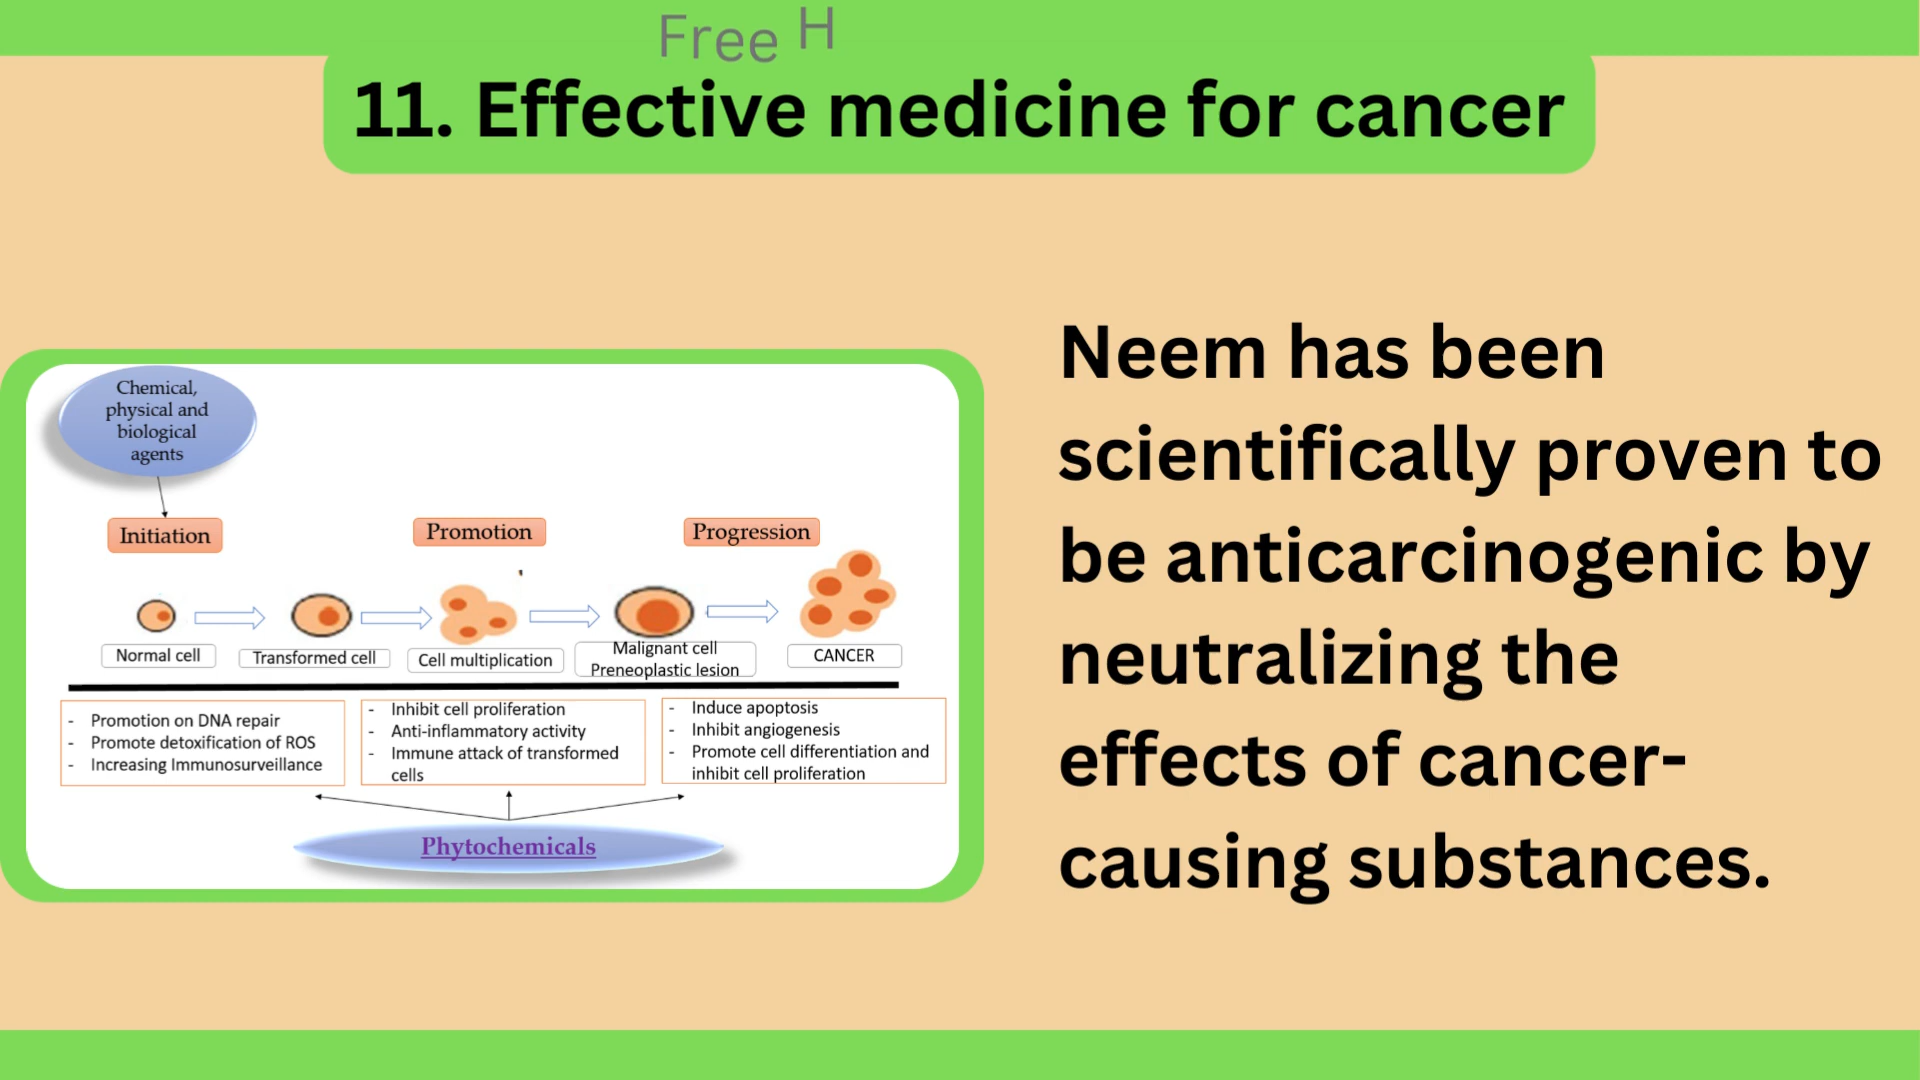 Free H
11. Effective medicine for cancer
Chemical,
physical and
biological
agents
Initiation
Promotion
Progression
Normal cell
Transformed cell
Cell multiplication
Malignant cell
Preneoplastic lesion
CANCER
- Promotion on DNA repair
- Promote detoxification of ROS
- Increasing Immunosurveillance
- Inhibit cell proliferation
- Anti-inflammatory activity
- Immune attack of transformed
cells
- Induce apoptosis
- Inhibit angiogenesis
- Promote cell differentiation and
inhibit cell proliferation
Phytochemicals
Neem has been
scientifically proven to
be anticarcinogenic by
neutralizing the
effects of cancer-
causing substances.